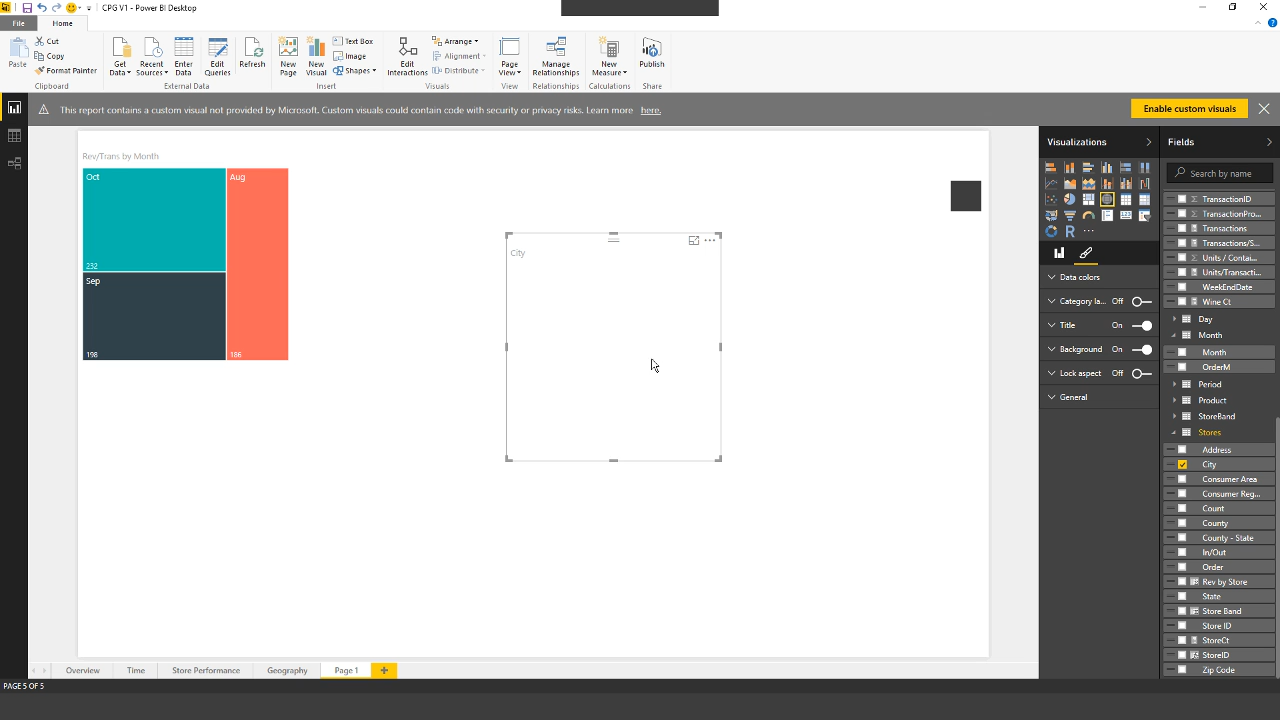 CPG V1 - Power BI Desktop
File
Home
Paste
Cut
Copy
Format Painter
Clipboard
Get Data
Recent Sources
Enter Data
Edit Queries
Refresh
External Data
New Page
New Visual
Text Box
Image
Shapes
Insert
Edit Interactions
Arrange
Alignment
Distribute
Visuals
Page View
View
Manage Relationships
Relationships
New Measure
Calculations
Publish
Share
This report contains a custom visual not provided by Microsoft. Custom visuals could contain code with security or privacy risks. Learn more here.
Enable custom visuals
Rev/Trans by Month
Oct
232
Aug
186
Sep
198
City
Visualizations
R
Data colors
Category la... Off
Title On
Background On
Lock aspect Off
General
Fields
Search by name
TransactionID
TransactionPro...
Transactions
Transactions/S...
Units / Contai...
Units/Transacti...
WeekEndDate
Wine Ct
Day
Month
Month
OrderM
Period
Product
StoreBand
Stores
Address
City
Consumer Area
Consumer Reg...
Count
County
County - State
In/Out
Order
Rev by Store
State
Store Band
Store ID
StoreCt
StoreID
Zip Code
Overview
Time
Store Performance
Geography
Page 1
PAGE 5 OF 5